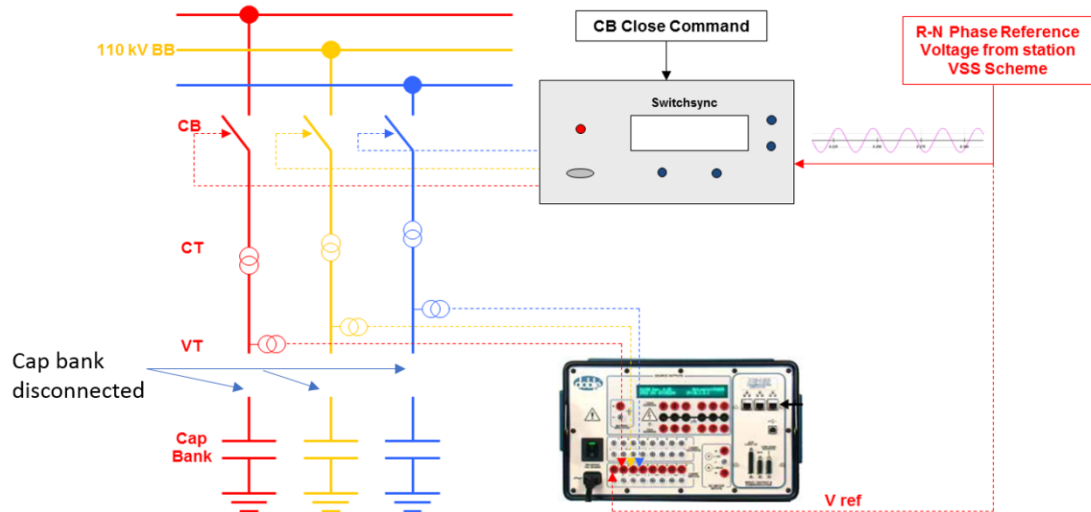 CB Close Command
R-N Phase Reference
Voltage from station
VSS Scheme
110 kV BB
Switchsync
CB
CT
VT
Cap bank
disconnected
Cap
Bank
V ref